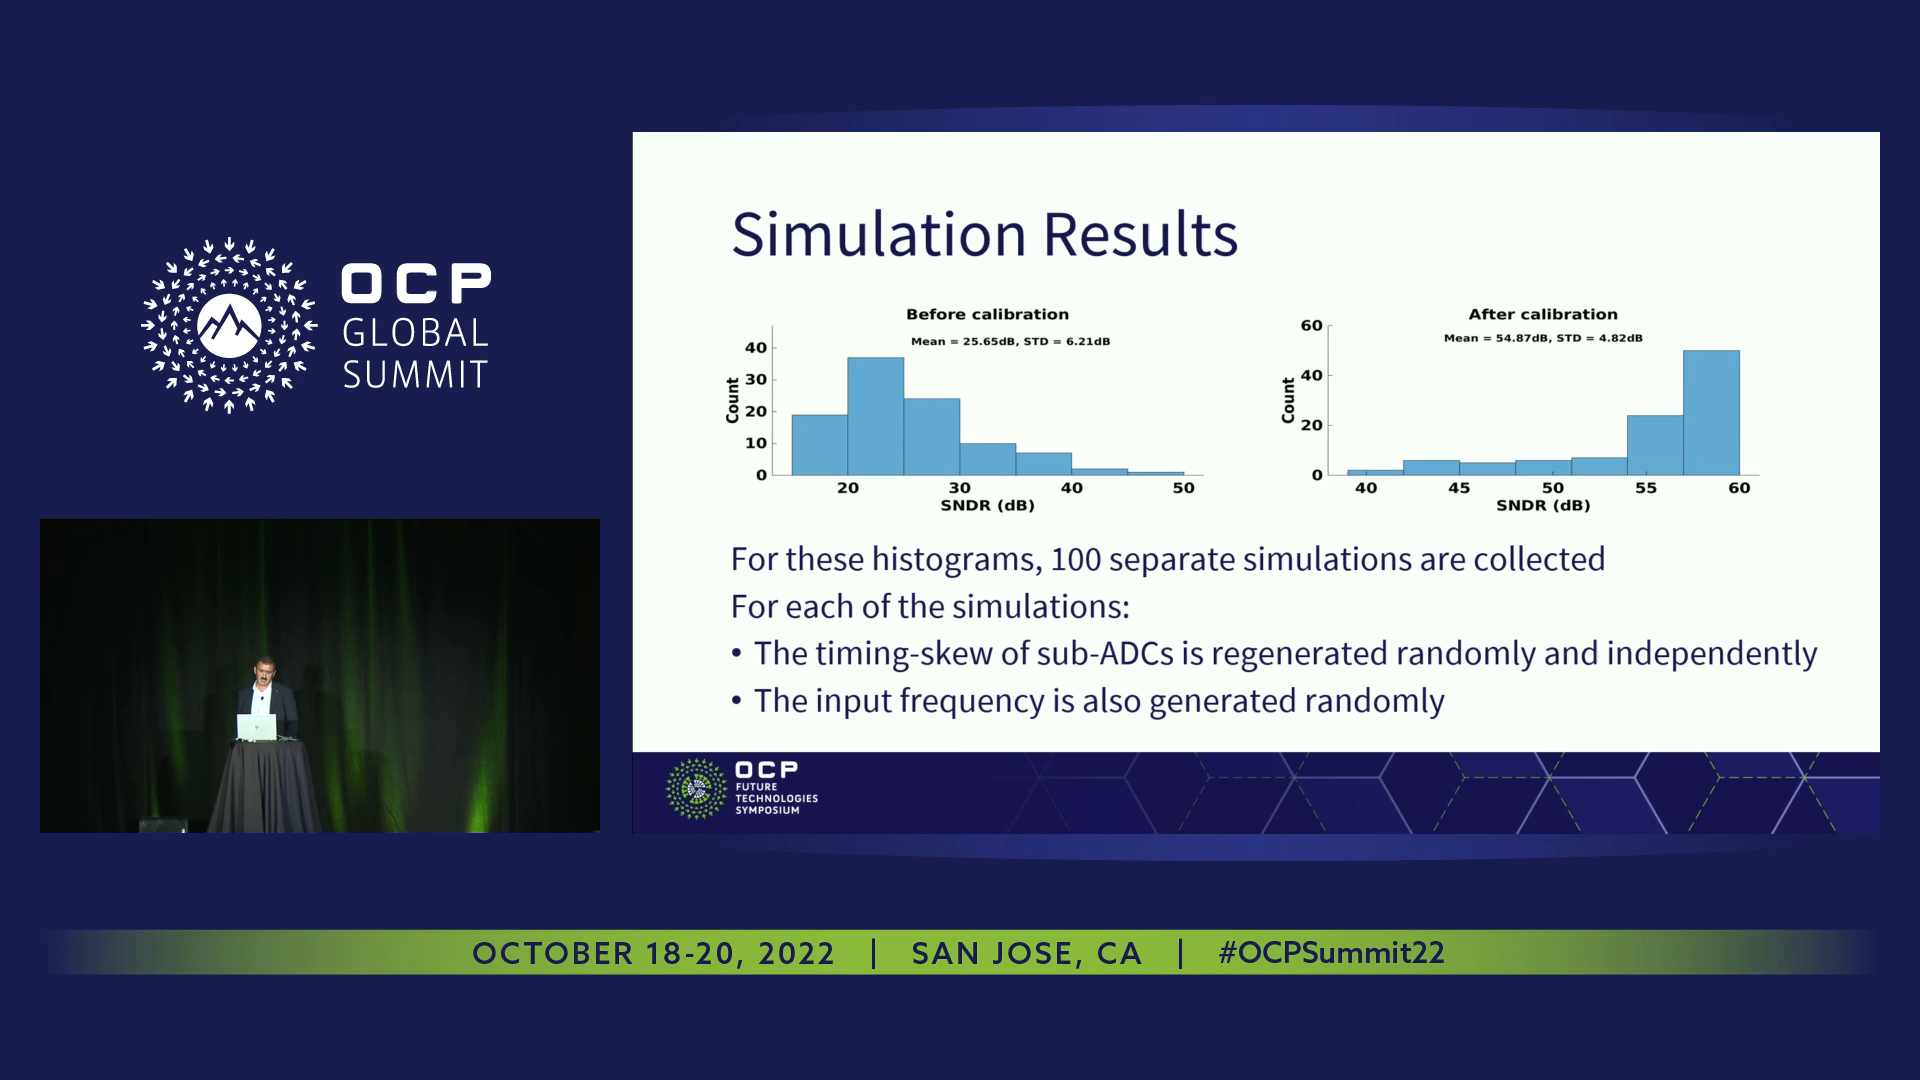 OCP
GLOBAL
SUMMIT
Simulation Results
Before calibration
Mean = 25.65dB, STD = 6.21dB
Count
40
30
20
10
0
20 30 40 50
SNDR (dB)
After calibration
Mean = 54.87dB, STD = 4.82dB
Count
60
40
20
0
40 45 50 55 60
SNDR (dB)
For these histograms, 100 separate simulations are collected
For each of the simulations:
• The timing-skew of sub-ADCs is regenerated randomly and independently
• The input frequency is also generated randomly
OCP
FUTURE
TECHNOLOGIES
SYMPOSIUM
OCTOBER 18-20, 2022 | SAN JOSE, CA | #OCPSummit22